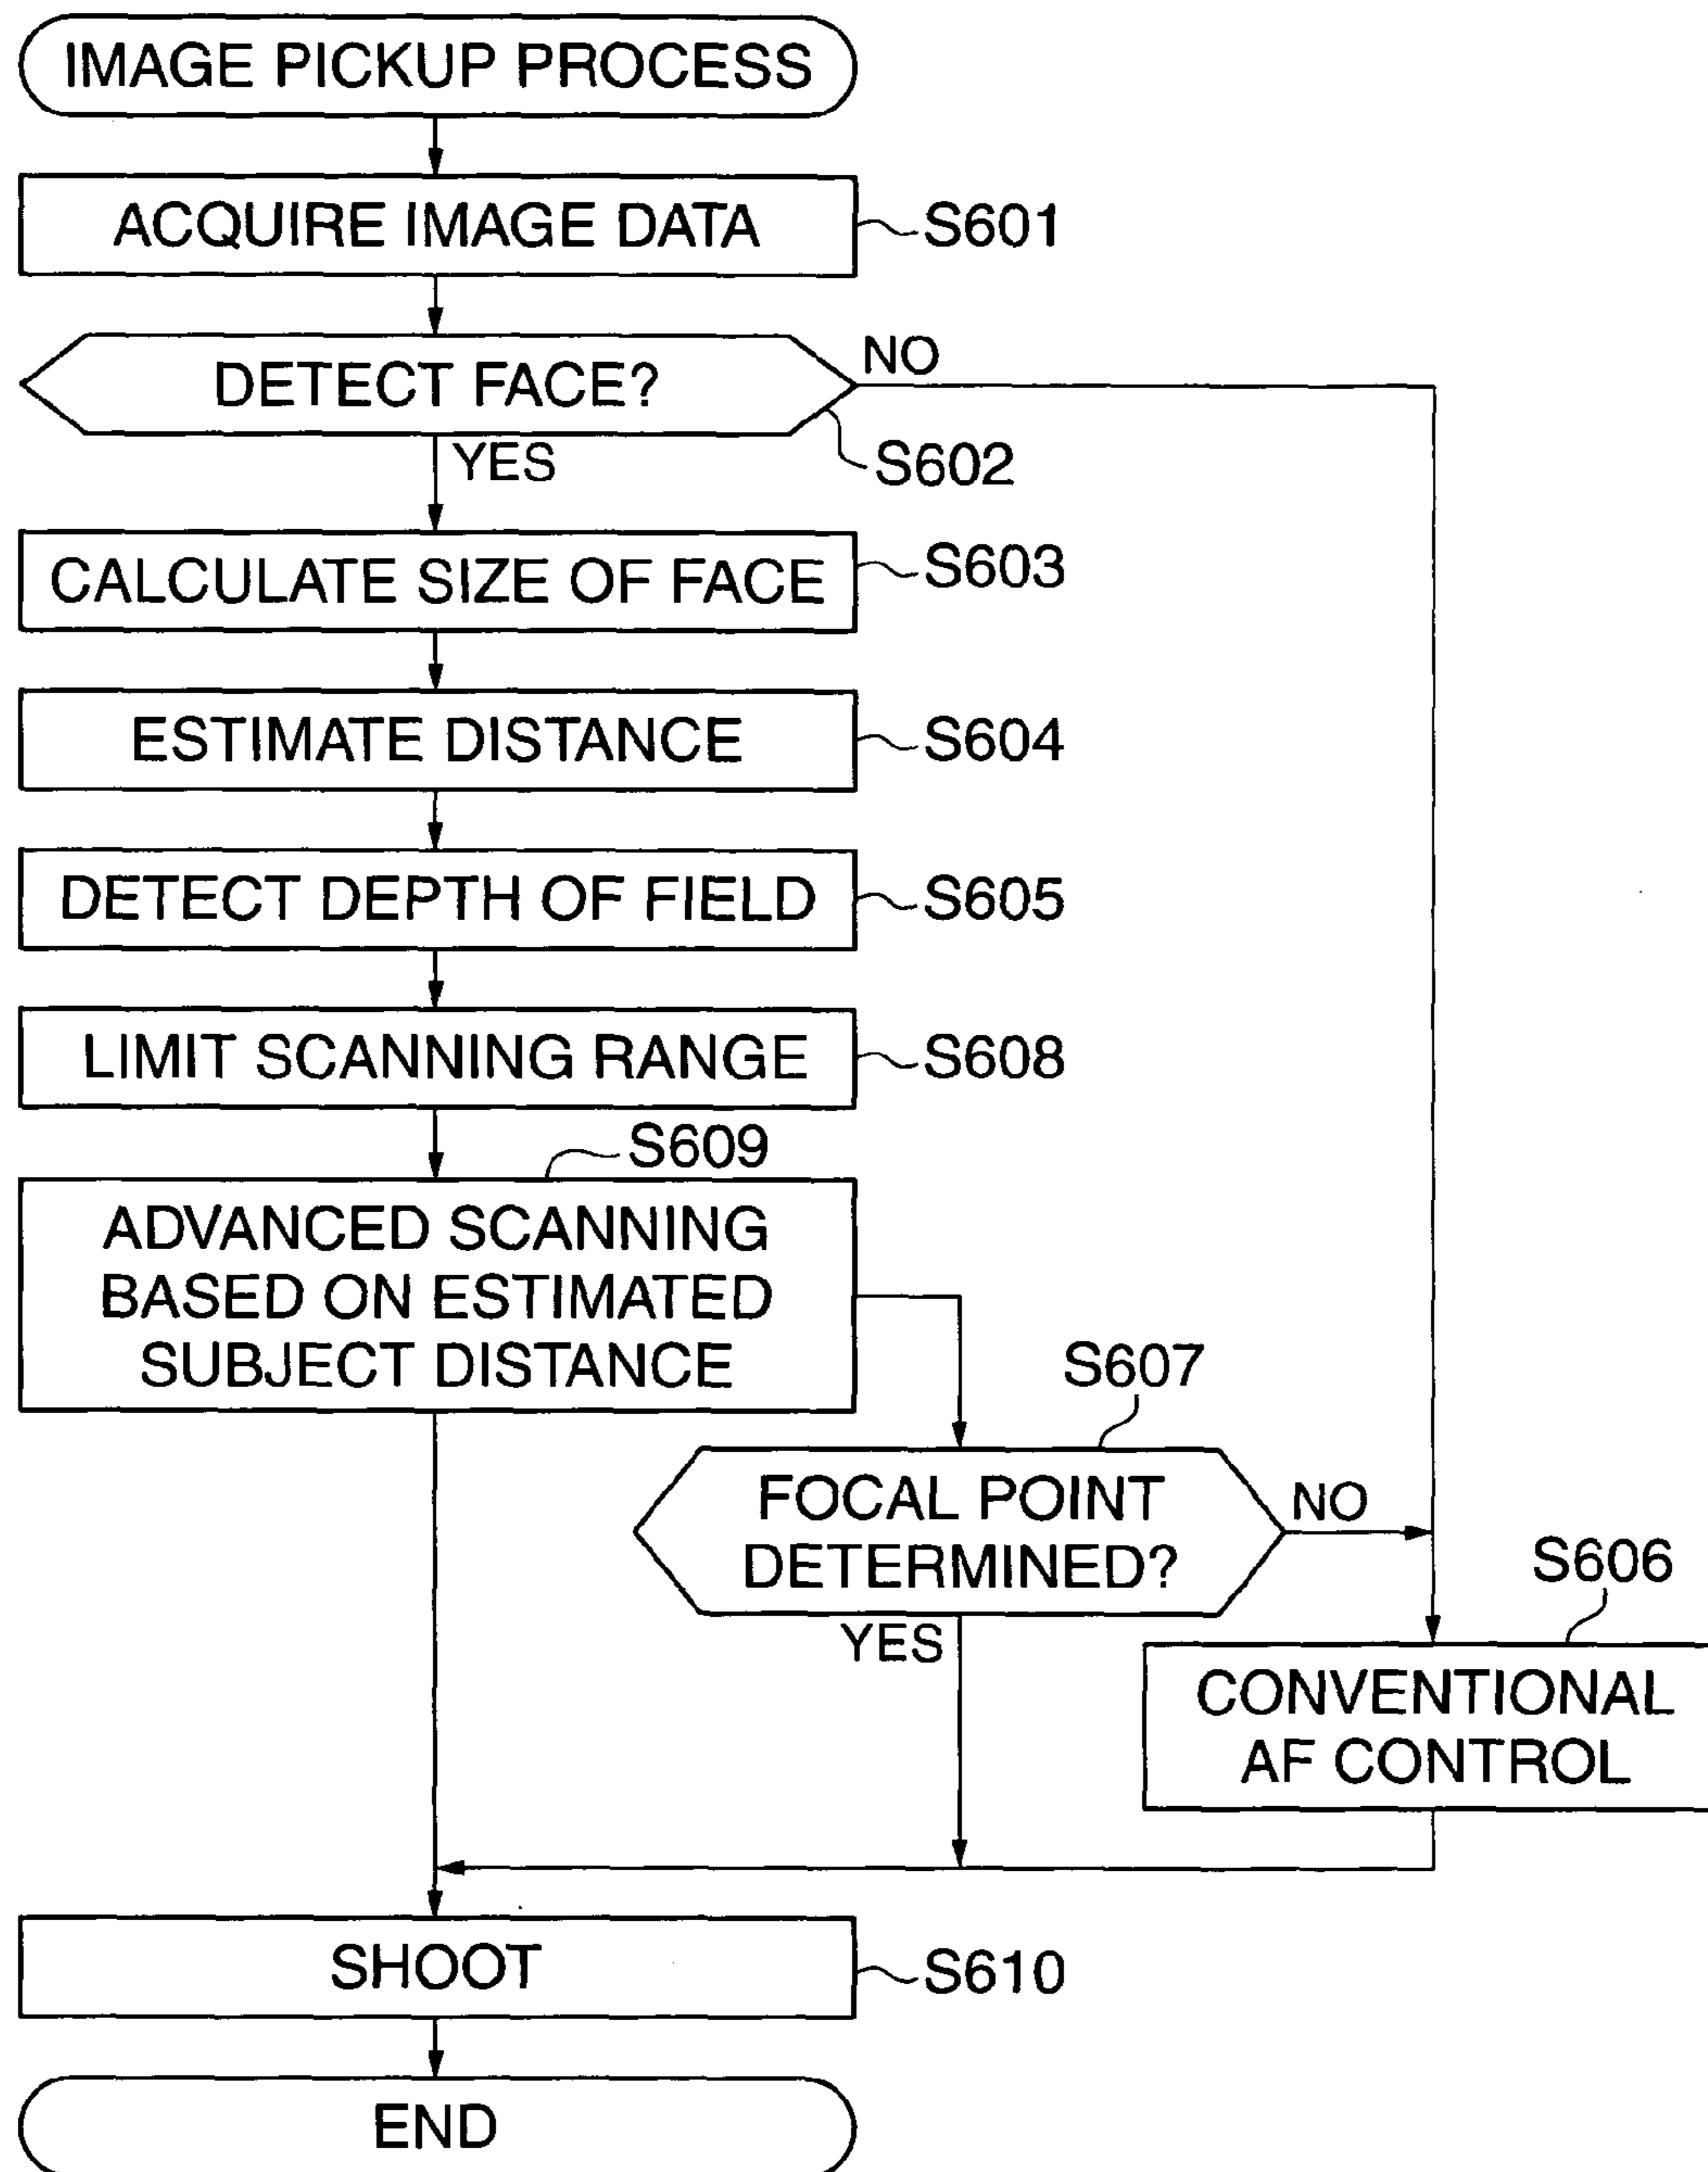 IMAGE PICKUP PROCESS
ACQUIRE IMAGE DATA
S601
DETECT FACE?
NO
S602
YES
CALCULATE SIZE OF FACE
S603
ESTIMATE DISTANCE
S604
DETECT DEPTH OF FIELD
S605
LIMIT SCANNING RANGE
S608
S609
ADVANCED SCANNING
BASED ON ESTIMATED
SUBJECT DISTANCE
S607
FOCAL POINT
DETERMINED?
NO
YES
S606
CONVENTIONAL
AF CONTROL
SHOOT
S610
END